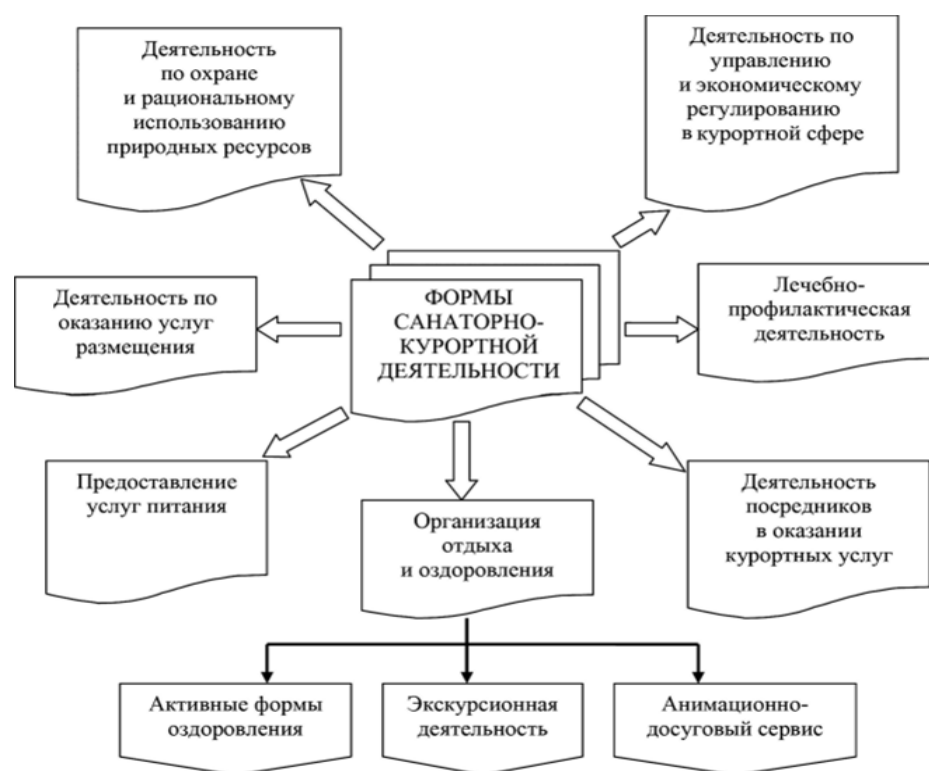 Деятельность
по охране
и рациональному
использованию
природных ресурсов
Деятельность по
управлению
и экономическому
регулированию
в курортной сфере
Деятельность по
оказанию услуг
размещения
ФОРМЫ
САНАТОРНО-
КУРОРТНОЙ
ДЕЯТЕЛЬНОСТИ
Лечебно-
профилактическая
деятельность
Предоставление
услуг питания
Организация
отдыха
и оздоровления
Деятельность
посредников
в оказании
курортных услуг
Активные формы
оздоровления
Экскурсионная
деятельность
Анимационно-
досуговый сервис